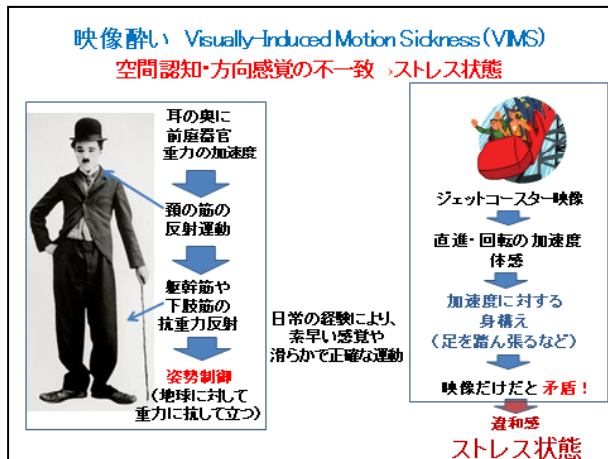 映像酔い Visually-Induced Motion Sickness(VIMS)
空間認知・方向感覚の不一致 →ストレス状態
耳の奥に
前庭器官
重力の加速度
頚の筋の
反射運動
躯幹筋や
下肢筋の
抗重力反射
姿勢制御
(地球に対して
重力に抗して立つ)
日常の経験により、
素早い感覚や
滑らかで正確な運動
ジェットコースター映像
直進・回転の加速度
体感
加速度に対する
身構え
(足を踏ん張るなど)
映像だけだと 矛盾!
違和感
ストレス状態